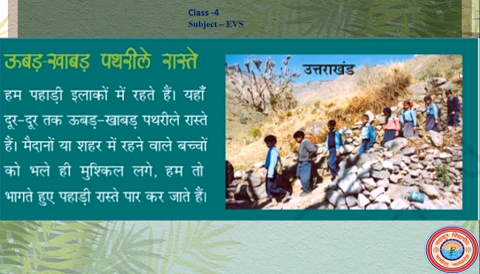 Class -4
Subject – EVS
ऊबड़-खाबड़ पथरीले रास्ते
उत्तराखंड
हम पहाड़ी इलाकों में रहते हैं। यहाँ
दूर-दूर तक ऊबड़-खाबड़ पथरीले रास्ते
हैं। मैदानों या शहर में रहने वाले बच्चों
को भले ही मुश्किल लगे, हम तो
भागते हुए पहाड़ी रास्ते पार कर जाते हैं।